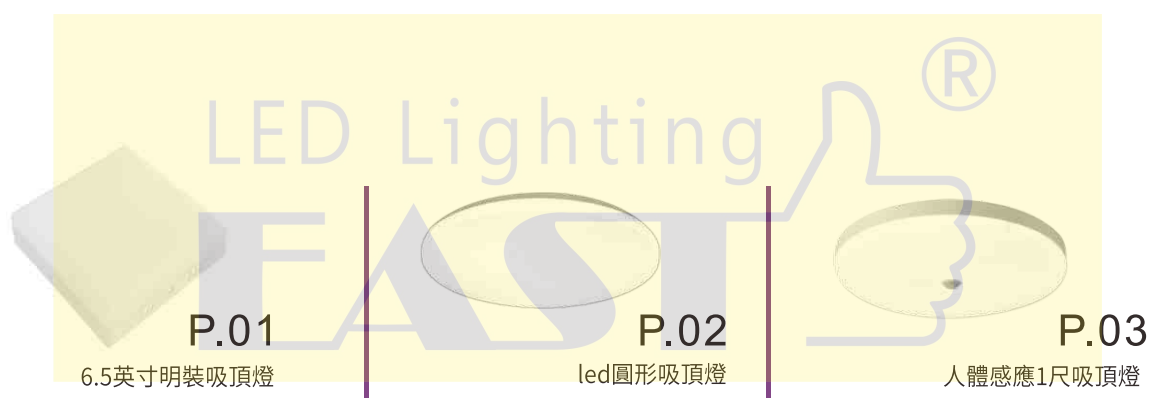 LED Lighting ®
EAST
P.01
6.5英寸明裝吸頂燈
P.02
led圓形吸頂燈
P.03
人體感應1尺吸頂燈